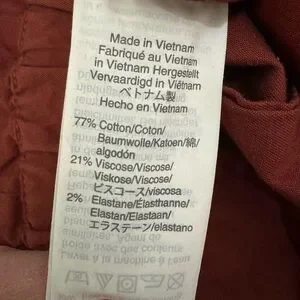 Made in Vietnam
Fabriqué au Vietnam
in Vietnam Hergestellt
Vervaardigd in Viëtnam
ベトナム製
Hecho en Vietnam
77% Cotton/Coton/
Baumwolle/Katoen/綿/
algodón
21% Viscose/Viscose/
Viskose/Viscose/
ビスコース/viscosa
2% Elastane/Élasthanne/
Elastan/Elastaan/
エラステーン/elastano